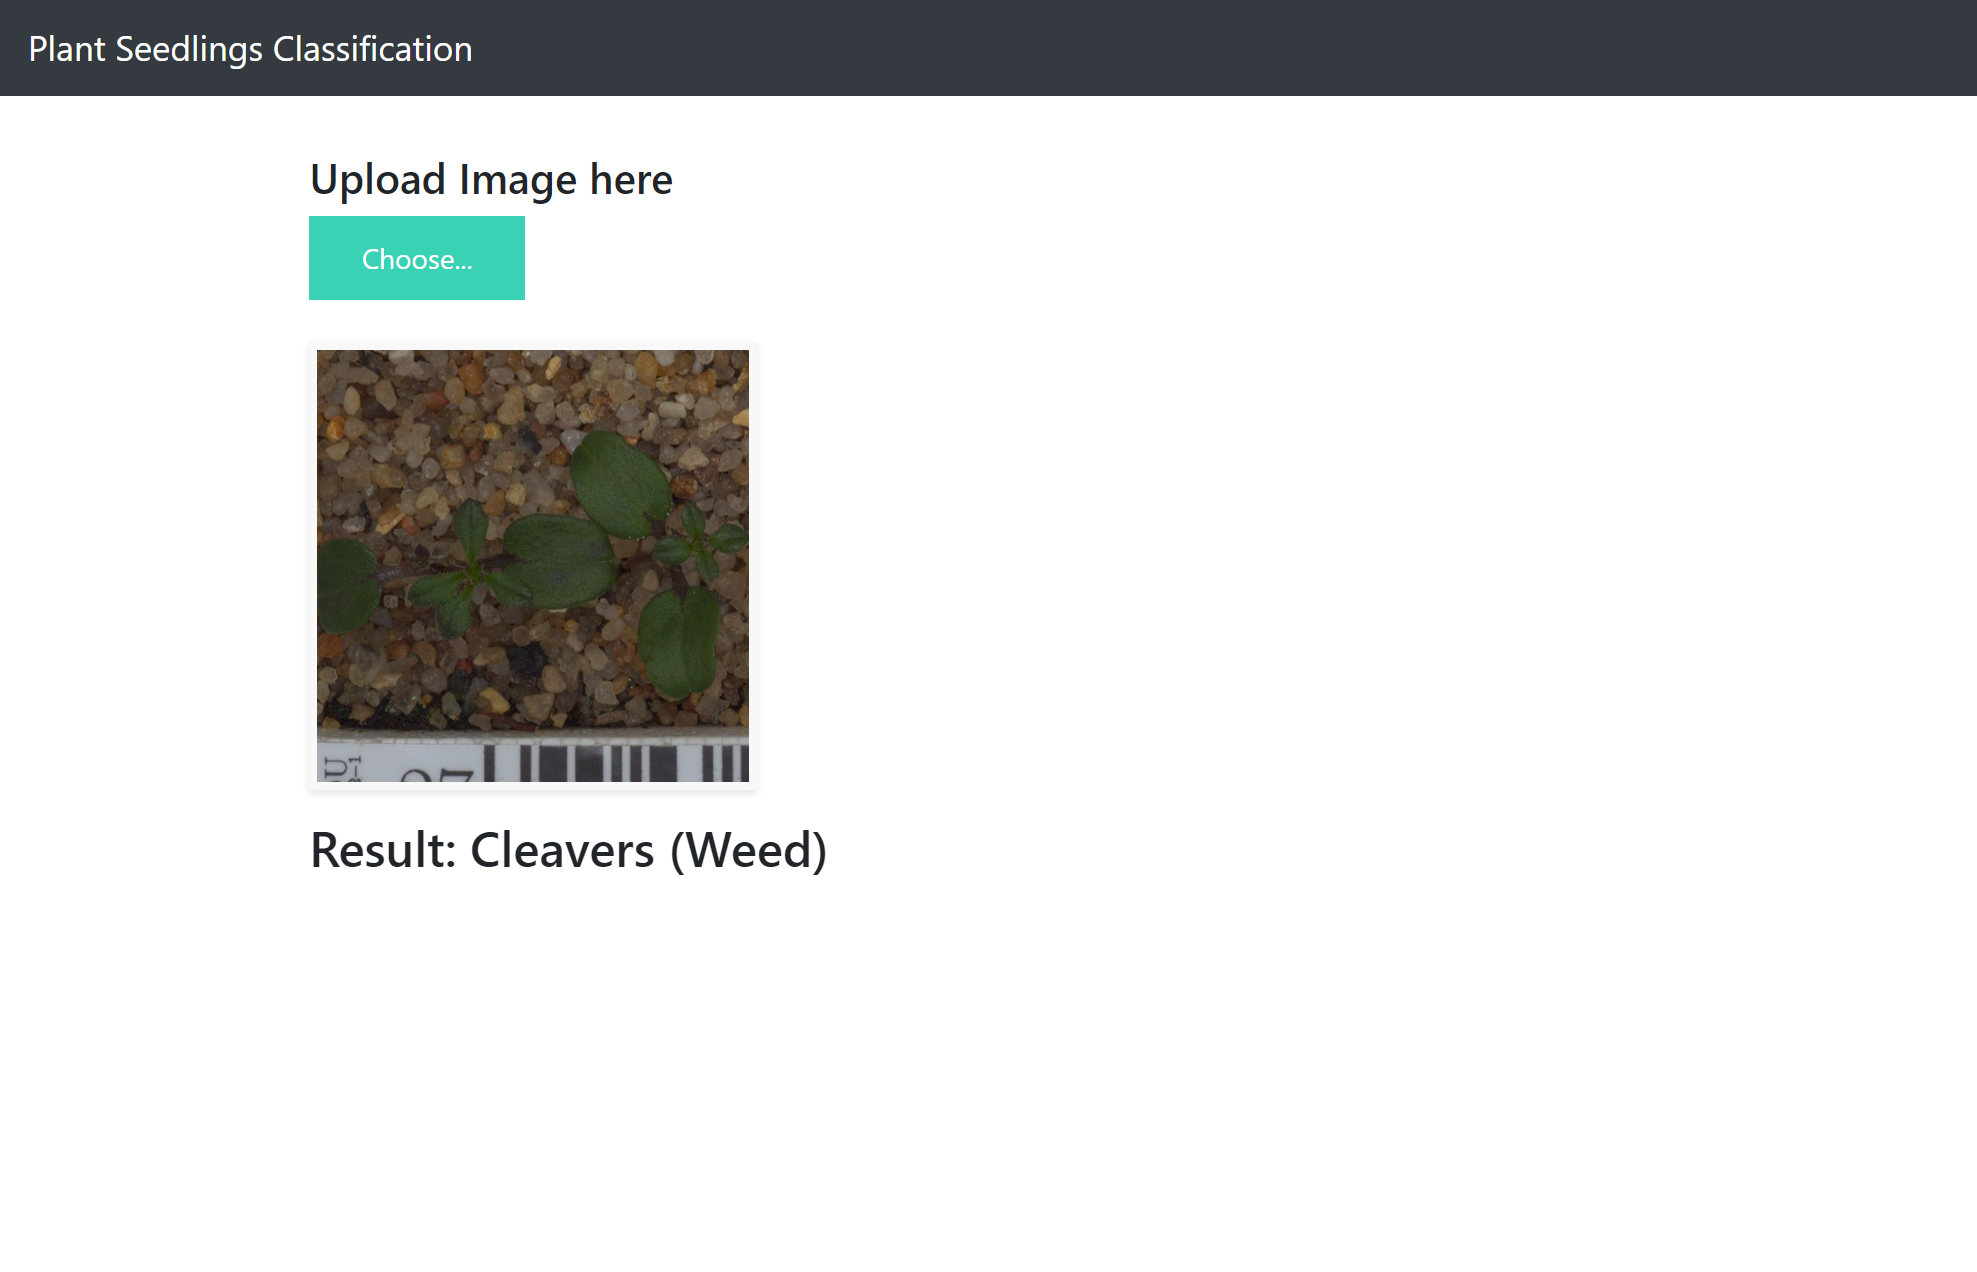 Plant Seedlings Classification
Upload Image here
Choose...
Result: Cleavers (Weed)